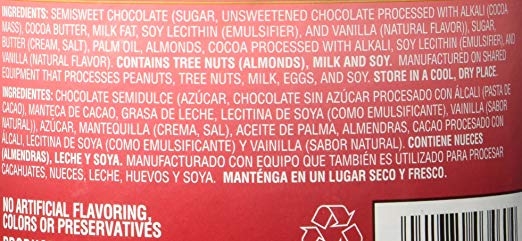 INGREDIENTS: SEMISWEET CHOCOLATE (SUGAR, UNSWEETENED CHOCOLATE PROCESSED WITH ALKALI (COCOA
MASS), COCOA BUTTER, MILK FAT, SOY LECITHIN (EMULSIFIER), AND VANILLA (NATURAL FLAVOR)), SUGAR,
BUTTER (CREAM, SALT), PALM OIL, ALMONDS, COCOA PROCESSED WITH ALKALI, SOY LECITHIN (EMULSIFIER), AND
VANILLA (NATURAL FLAVOR). CONTAINS TREE NUTS (ALMONDS), MILK AND SOY. MANUFACTURED ON SHARED
EQUIPMENT THAT PROCESSES PEANUTS, TREE NUTS, MILK, EGGS, AND SOY. STORE IN A COOL, DRY PLACE.
INGREDIENTES: CHOCOLATE SEMIDULCE (AZÚCAR, CHOCOLATE SIN AZÚCAR PROCESADO CON ÁLCALI (PASTA DE
CACAO), MANTECA DE CACAO, GRASA DE LECHE, LECITINA DE SOYA (COMO EMULSIFICANTE), VAINILLA (SABOR
NATURAL)), AZÚCAR, MANTEQUILLA (CREMA, SAL), ACEITE DE PALMA, ALMENDRAS, CACAO PROCESADO CON
ÁLCALI, LECITINA DE SOYA (COMO EMULSIFICANTE) Y VAINILLA (SABOR NATURAL). CONTIENE NUECES
(ALMENDRAS), LECHE Y SOYA. MANUFACTURADO CON EQUIPO QUE TAMBIÉN ES UTILIZADO PARA PROCESAR
CACAHUATES, NUECES, LECHE, HUEVOS Y SOYA. MANTÉNGA EN UN LUGAR SECO Y FRESCO.
NO ARTIFICIAL FLAVORING,
COLORS OR PRESERVATIVES